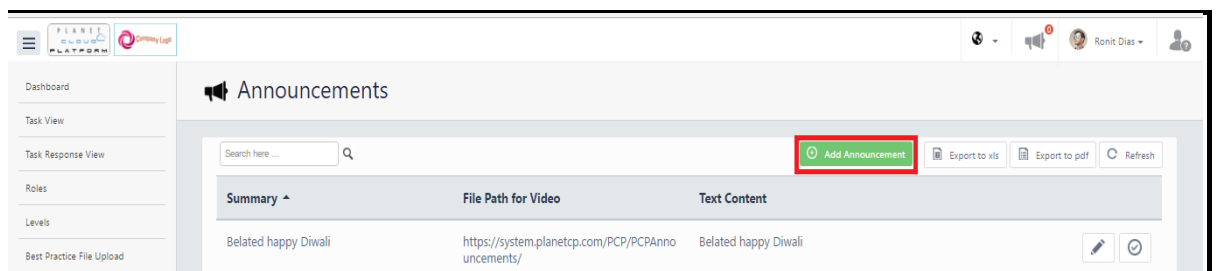 PLANET
CLOUD
PLATFORM
Company Logo
0
Ronit Dias
Dashboard
Announcements
Task View
Task Response View
Search here ...
Add Announcement
Export to xls
Export to pdf
Refresh
Roles
Summary
File Path for Video
Text Content
Levels
Belated happy Diwali
https://system.planetcp.com/PCP/PCPAnno
uncements/
Belated happy Diwali
Best Practice File Upload